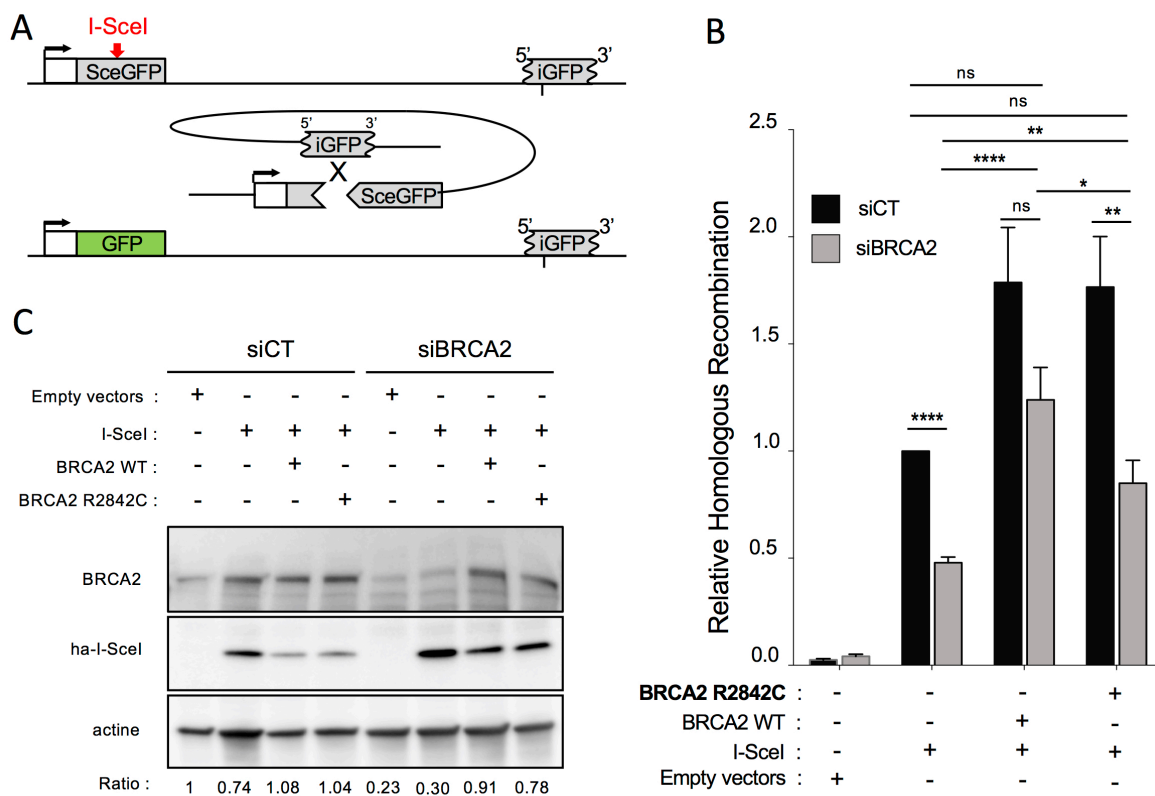 A
I-SceI
SceGFP
5’ iGFP 3’
5’ 3’
iGFP
X
SceGFP
GFP
5’ iGFP 3’
B
Relative Homologous Recombination
2.5
2.0
1.5
1.0
0.5
0.0
siCT
siBRCA2
ns
ns
**
****
*
ns
**
****
BRCA2 R2842C : - - - +
BRCA2 WT : - - + -
I-SceI : - + + +
Empty vectors : + - - -
C
siCT siBRCA2
Empty vectors : + - - - + - - -
I-SceI : - + + + - + + +
BRCA2 WT : - - + - - - + -
BRCA2 R2842C : - - - + - - - +
BRCA2
ha-I-SceI
actine
Ratio : 1 0.74 1.08 1.04 0.23 0.30 0.91 0.78